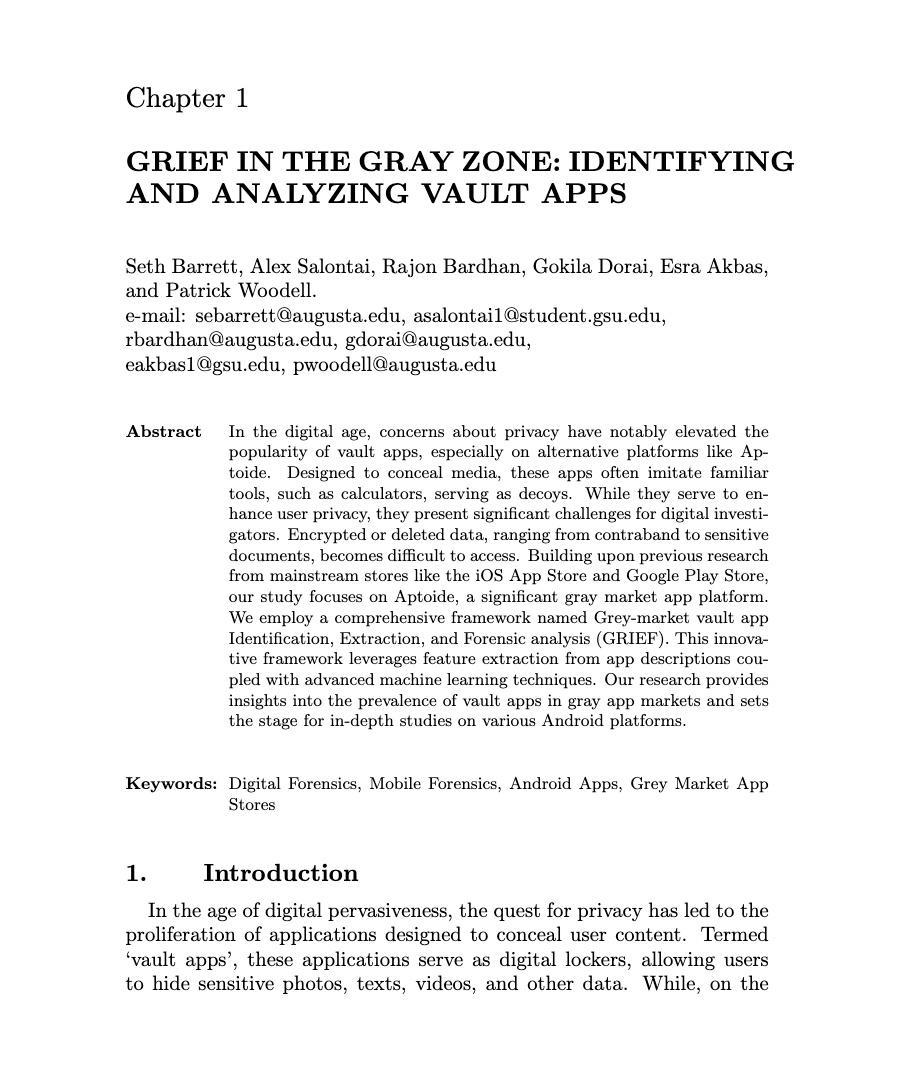 Chapter 1
GRIEF IN THE GRAY ZONE: IDENTIFYING
AND ANALYZING VAULT APPS
Seth Barrett, Alex Salontai, Rajon Bardhan, Gokila Dorai, Esra Akbas,
and Patrick Woodell.
e-mail: sebarrett@augusta.edu, asalontai1@student.gsu.edu,
rbardhan@augusta.edu, gdorai@augusta.edu,
eakbas1@gsu.edu, pwoodell@augusta.edu
Abstract In the digital age, concerns about privacy have notably elevated the
popularity of vault apps, especially on alternative platforms like Ap-
toide. Designed to conceal media, these apps often imitate familiar
tools, such as calculators, serving as decoys. While they serve to en-
hance user privacy, they present significant challenges for digital investi-
gators. Encrypted or deleted data, ranging from contraband to sensitive
documents, becomes difficult to access. Building upon previous research
from mainstream stores like the iOS App Store and Google Play Store,
our study focuses on Aptoide, a significant gray market app platform.
We employ a comprehensive framework named Grey-market vault app
Identification, Extraction, and Forensic analysis (GRIEF). This innova-
tive framework leverages feature extraction from app descriptions cou-
pled with advanced machine learning techniques. Our research provides
insights into the prevalence of vault apps in gray app markets and sets
the stage for in-depth studies on various Android platforms.
Keywords: Digital Forensics, Mobile Forensics, Android Apps, Grey Market App
Stores
1. Introduction
In the age of digital pervasiveness, the quest for privacy has led to the
proliferation of applications designed to conceal user content. Termed
‘vault apps’, these applications serve as digital lockers, allowing users
to hide sensitive photos, texts, videos, and other data. While, on the